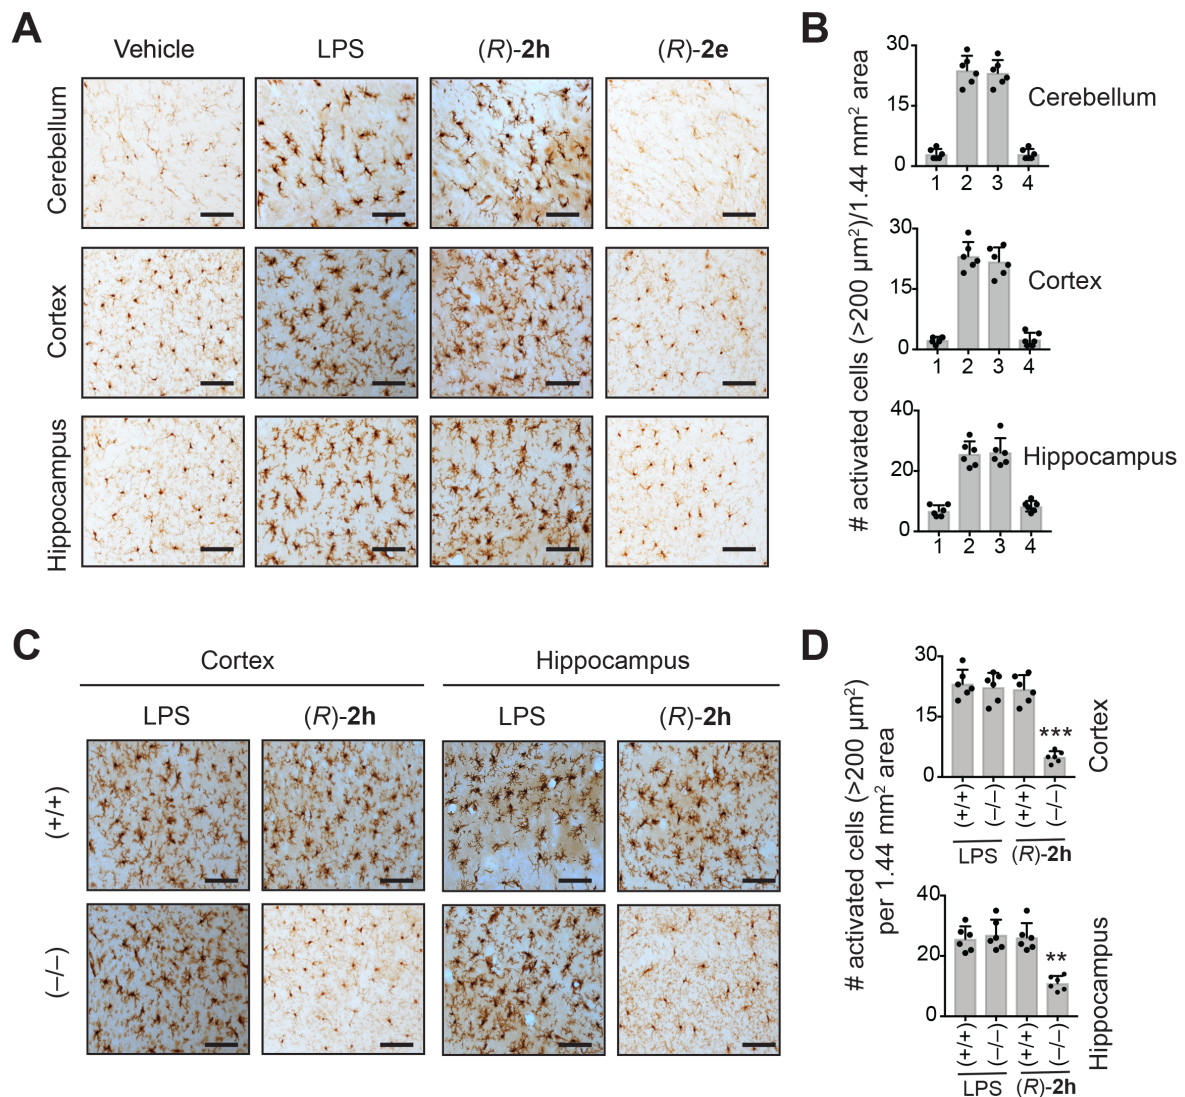 A
Vehicle
LPS
(R)-2h
(R)-2e
Cerebellum
Cortex
Hippocampus
B
# activated cells (>200 µm²)/1.44 mm² area
30
15
0
1
2
3
4
Cerebellum
30
15
0
1
2
3
4
Cortex
40
20
0
1
2
3
4
Hippocampus
C
Cortex
Hippocampus
LPS
(R)-2h
LPS
(R)-2h
(+/+)
(−/−)
D
# activated cells (>200 µm²)
per 1.44 mm² area
30
15
0
***
(+/+)
(−/−)
(+/+)
(−/−)
LPS
(R)-2h
Cortex
40
20
0
**
(+/+)
(−/−)
(+/+)
(−/−)
LPS
(R)-2h
Hippocampus